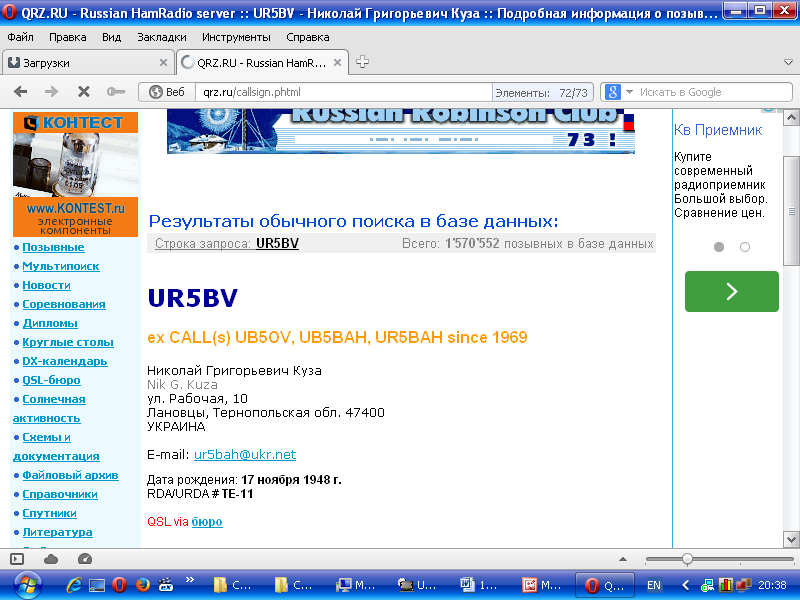 QRZ.RU - Russian HamRadio server :: UR5BV - Николай Григорьевич Куза :: Подробная информация о позыв...
Файл Правка Вид Закладки Инструменты Справка
Загрузки
QRZ.RU - Russian HamR...
Веб
qrz.ru/callsign.phtml
Элементы: 72/73
Искать в Google
КОНТЕСТ
www.KONTEST.ru
электронные
компоненты
Russian Robinson Club
73 !
Кв Приемник
Купите
современный
радиоприемник
Большой выбор.
Сравнение цен.
Позывные
Мультипоиск
Новости
Соревнования
Дипломы
Круглые столы
DX-календарь
QSL-бюро
Солнечная
активность
Схемы и
документация
Файловый архив
Справочники
Спутники
Литература
Результаты обычного поиска в базе данных:
Строка запроса: UR5BV
Всего: 1'570'552 позывных в базе данных
UR5BV
ex CALL(s) UB5OV, UB5BAH, UR5BAH since 1969
Николай Григорьевич Куза
Nik G. Kuza
ул. Рабочая, 10
Лановцы, Тернопольская обл. 47400
УКРАИНА
E-mail: ur5bah@ukr.net
Дата рождения: 17 ноября 1948 г.
RDA/URDA # TE-11
QSL via бюро
С... С... М... U... 1... М... Q... EN 20:38